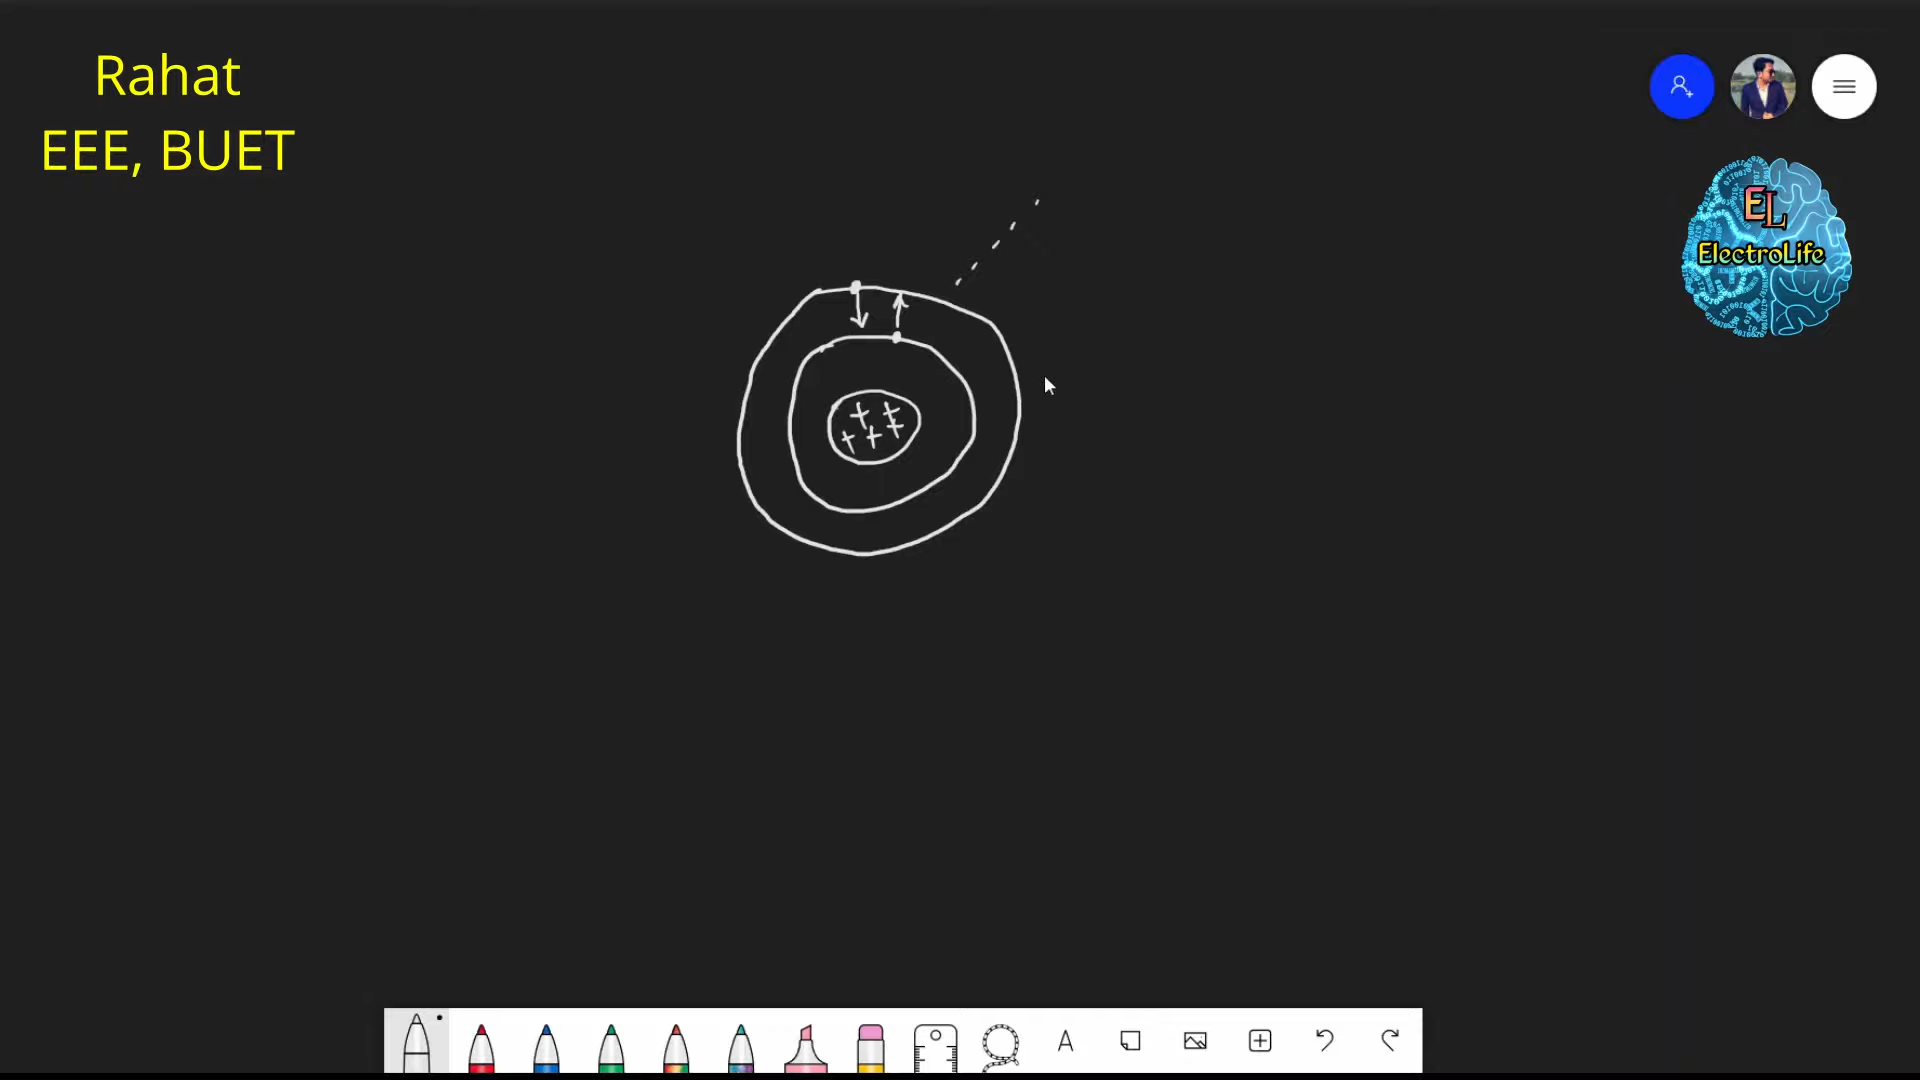 Rahat
EEE, BUET
EL
ElectroLife
+ +
+ + +
A